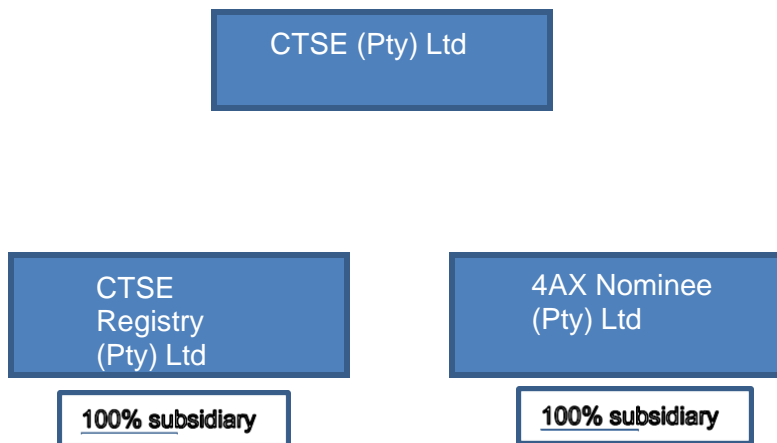 CTSE (Pty) Ltd
CTSE
Registry
(Pty) Ltd
4AX Nominee
(Pty) Ltd
100% subsidiary
100% subsidiary